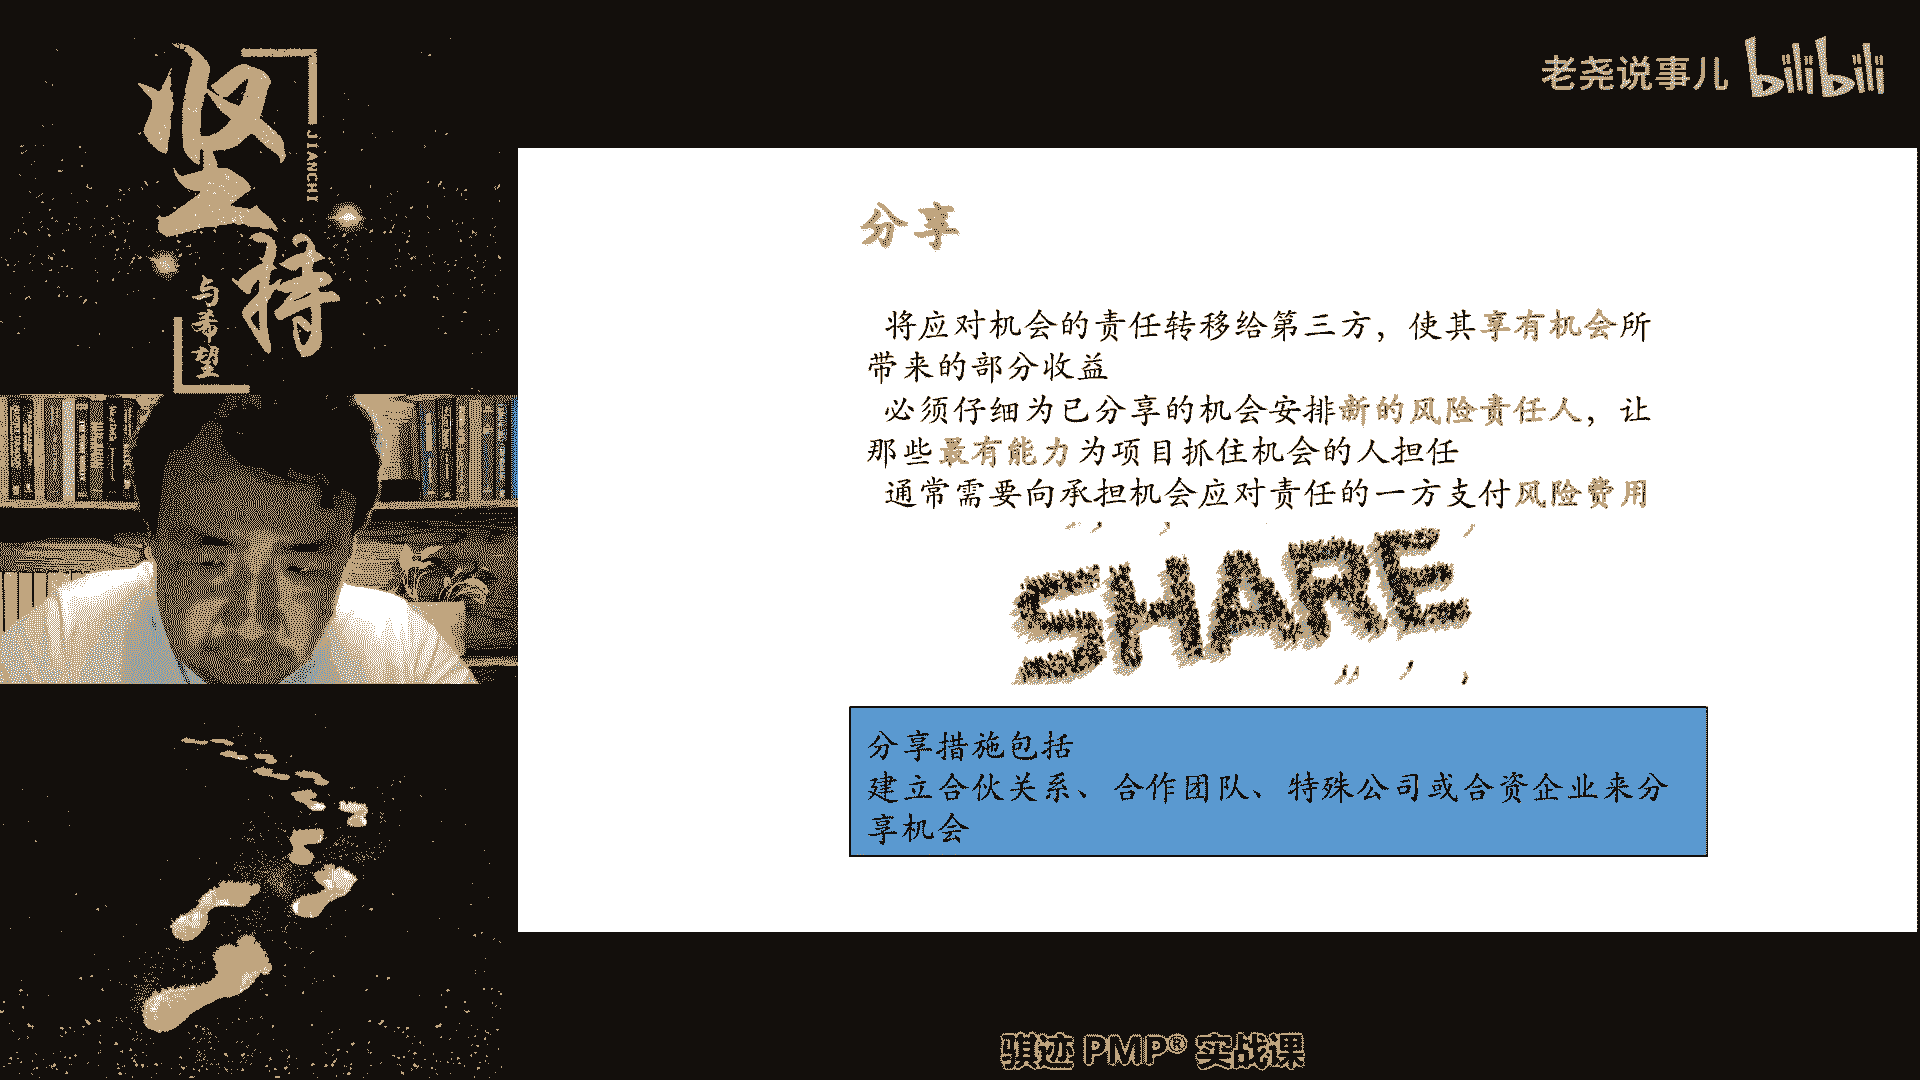 坚持
JIANCHI
与希望
老尧说事儿 bilibili
分享
将应对机会的责任转移给第三方，使其享有机会所
带来的部分收益
必须仔细为已分享的机会安排新的风险责任人，让
那些最有能力为项目抓住机会的人担任
通常需要向承担机会应对责任的一方支付风险费用
SHARE
分享措施包括
建立合伙关系、合作团队、特殊公司或合资企业来分
享机会
骐迹 PMP® 实战课